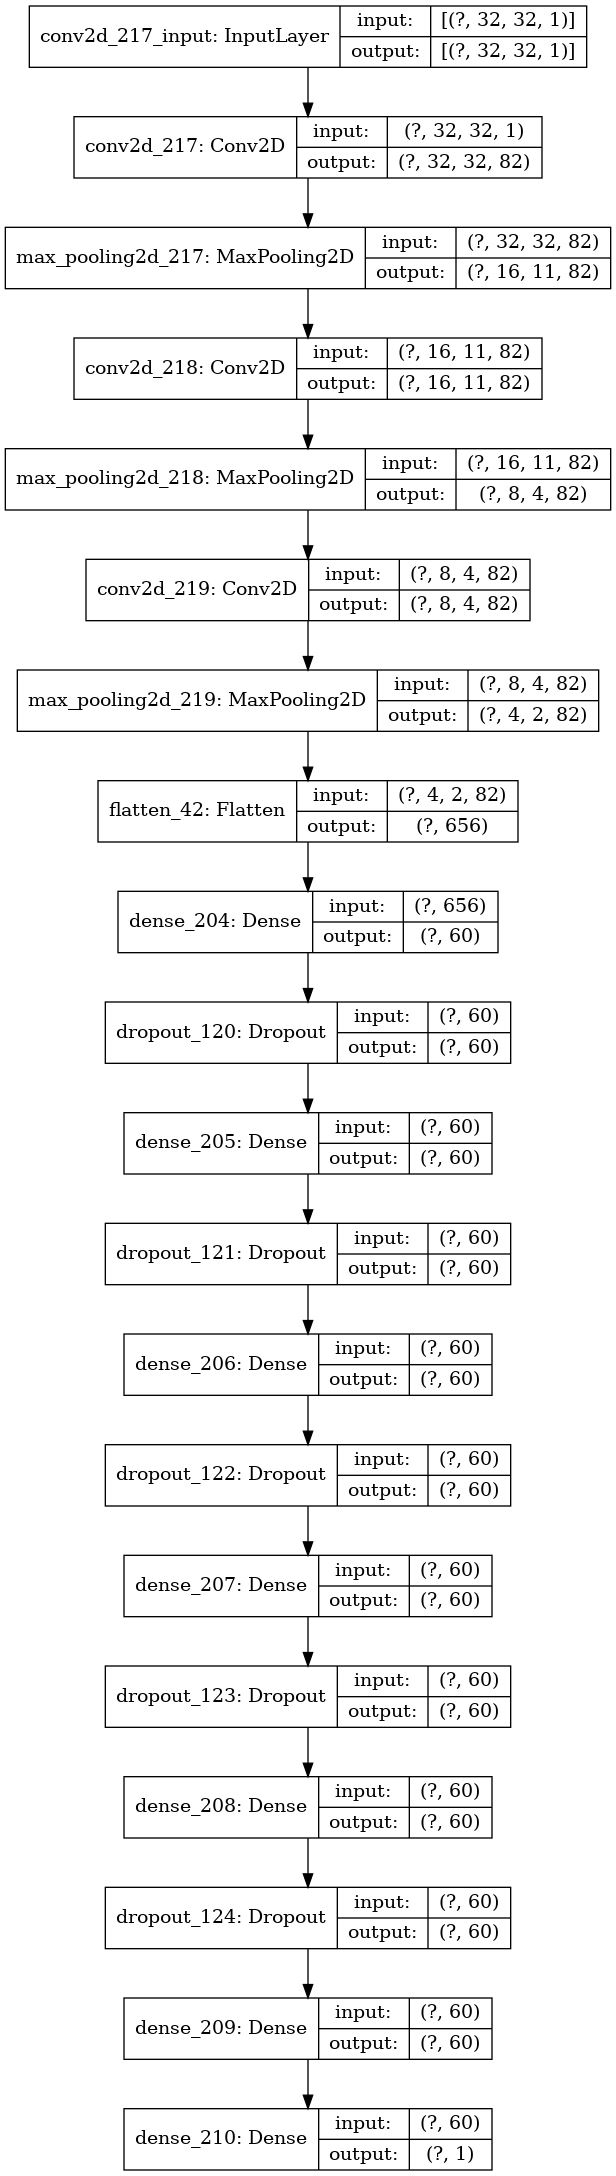 conv2d_217_input: InputLayer
input: [(?, 32, 32, 1)]
output: [(?, 32, 32, 1)]
conv2d_217: Conv2D
input: (?, 32, 32, 1)
output: (?, 32, 32, 82)
max_pooling2d_217: MaxPooling2D
input: (?, 32, 32, 82)
output: (?, 16, 11, 82)
conv2d_218: Conv2D
input: (?, 16, 11, 82)
output: (?, 16, 11, 82)
max_pooling2d_218: MaxPooling2D
input: (?, 16, 11, 82)
output: (?, 8, 4, 82)
conv2d_219: Conv2D
input: (?, 8, 4, 82)
output: (?, 8, 4, 82)
max_pooling2d_219: MaxPooling2D
input: (?, 8, 4, 82)
output: (?, 4, 2, 82)
flatten_42: Flatten
input: (?, 4, 2, 82)
output: (?, 656)
dense_204: Dense
input: (?, 656)
output: (?, 60)
dropout_120: Dropout
input: (?, 60)
output: (?, 60)
dense_205: Dense
input: (?, 60)
output: (?, 60)
dropout_121: Dropout
input: (?, 60)
output: (?, 60)
dense_206: Dense
input: (?, 60)
output: (?, 60)
dropout_122: Dropout
input: (?, 60)
output: (?, 60)
dense_207: Dense
input: (?, 60)
output: (?, 60)
dropout_123: Dropout
input: (?, 60)
output: (?, 60)
dense_208: Dense
input: (?, 60)
output: (?, 60)
dropout_124: Dropout
input: (?, 60)
output: (?, 60)
dense_209: Dense
input: (?, 60)
output: (?, 60)
dense_210: Dense
input: (?, 60)
output: (?, 1)